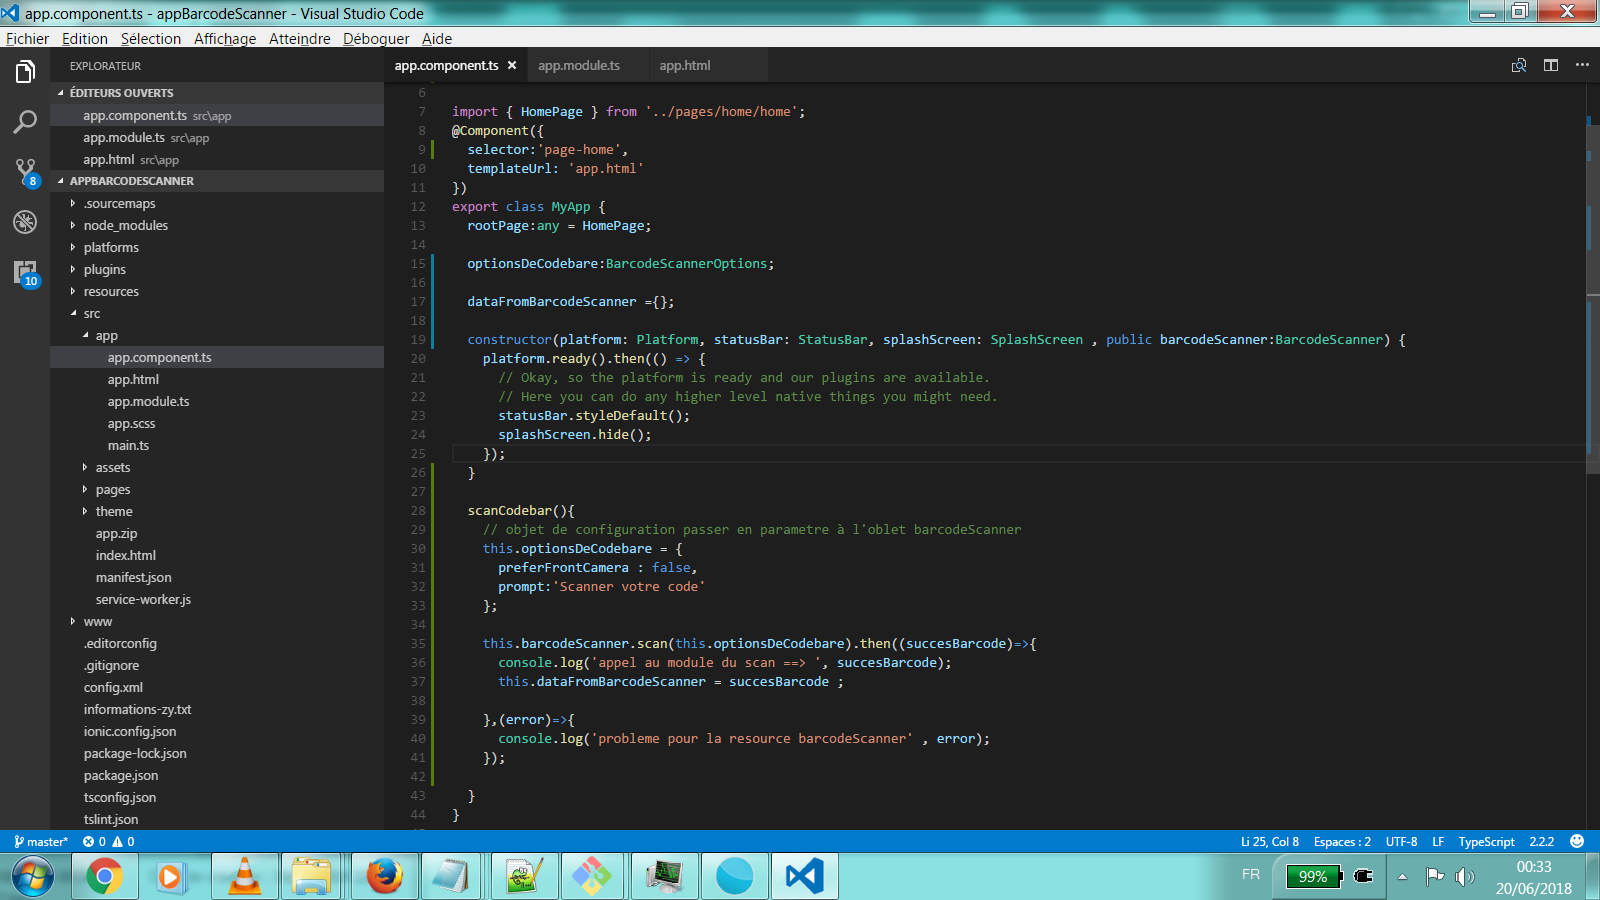 app.component.ts - appBarcodeScanner - Visual Studio Code
Fichier Edition Sélection Affichage Atteindre Déboguer Aide
EXPLORATEUR
ÉDITEURS OUVERTS
app.component.ts src\app
app.module.ts src\app
app.html src\app
APPBARCODESCANNER
.sourcemaps
node_modules
platforms
plugins
resources
src
app
app.component.ts
app.html
app.module.ts
app.scss
main.ts
assets
pages
theme
app.zip
index.html
manifest.json
service-worker.js
www
.editorconfig
.gitignore
config.xml
informations-zy.txt
ionic.config.json
package-lock.json
package.json
tsconfig.json
tslint.json
8
10
app.component.ts app.module.ts app.html
6
7 import { HomePage } from '../pages/home/home';
8 @Component({
9 selector:'page-home',
10 templateUrl: 'app.html'
11 })
12 export class MyApp {
13 rootPage:any = HomePage;
14
15 optionsDeCodebare:BarcodeScannerOptions;
16
17 dataFromBarcodeScanner ={};
18
19 constructor(platform: Platform, statusBar: StatusBar, splashScreen: SplashScreen , public barcodeScanner:BarcodeScanner) {
20 platform.ready().then(() => {
21 // Okay, so the platform is ready and our plugins are available.
22 // Here you can do any higher level native things you might need.
23 statusBar.styleDefault();
24 splashScreen.hide();
25 });
26 }
27
28 scanCodebar(){
29 // objet de configuration passer en parametre à l'oblet barcodeScanner
30 this.optionsDeCodebare = {
31 preferFrontCamera : false,
32 prompt:'Scanner votre code'
33 };
34
35 this.barcodeScanner.scan(this.optionsDeCodebare).then((succesBarcode)=>{
36 console.log('appel au module du scan ==> ', succesBarcode);
37 this.dataFromBarcodeScanner = succesBarcode ;
38
39 },(error)=>{
40 console.log('probleme pour la resource barcodeScanner' , error);
41 });
42
43 }
44 }
master* 0 0 Li 25, Col 8 Espaces : 2 UTF-8 LF TypeScript 2.2.2
FR 99% 00:33
20/06/2018